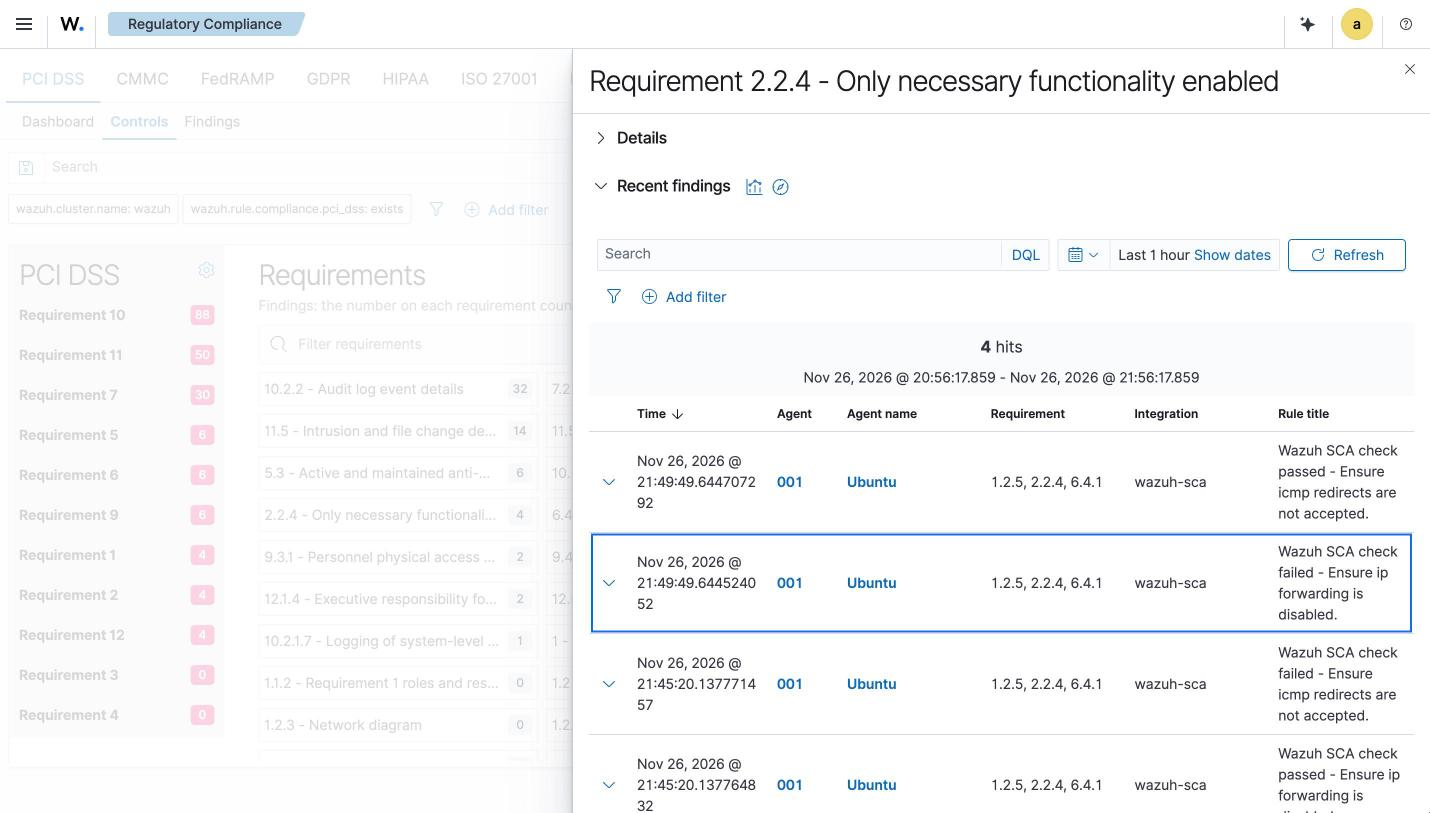 W.
Regulatory Compliance
a
PCI DSS
CMMC
FedRAMP
GDPR
HIPAA
ISO 27001
Dashboard
Controls
Findings
Search
wazuh.cluster.name: wazuh
wazuh.rule.compliance.pci_dss: exists
Add filter
PCI DSS
Requirement 10 88
Requirement 11 50
Requirement 7 30
Requirement 5 6
Requirement 6 6
Requirement 9 6
Requirement 1 4
Requirement 2 4
Requirement 12 4
Requirement 3 0
Requirement 4 0
Requirements
Findings: the number on each requirement coun
Filter requirements
10.2.2 - Audit log event details 32 7.2
11.5 - Intrusion and file change de... 14 11.5
5.3 - Active and maintained anti-... 6 10.
2.2.4 - Only necessary functionali... 4 6.4
9.3.1 - Personnel physical access ... 2 9.4
12.1.4 - Executive responsibility fo... 2 12.
10.2.1.7 - Logging of system-level ... 1 1 -
1.1.2 - Requirement 1 roles and res... 0 1.2
1.2.3 - Network diagram 0 1.2
Requirement 2.2.4 - Only necessary functionality enabled
Details
Recent findings
Search
DQL
Last 1 hour Show dates
Refresh
Add filter
4 hits
Nov 26, 2026 @ 20:56:17.859 - Nov 26, 2026 @ 21:56:17.859
Time Agent Agent name Requirement Integration Rule title
Nov 26, 2026 @
21:49:49.6447072
92
001
Ubuntu
1.2.5, 2.2.4, 6.4.1
wazuh-sca
Wazuh SCA check
passed - Ensure
icmp redirects are
not accepted.
Nov 26, 2026 @
21:49:49.6445240
52
001
Ubuntu
1.2.5, 2.2.4, 6.4.1
wazuh-sca
Wazuh SCA check
failed - Ensure ip
forwarding is
disabled.
Nov 26, 2026 @
21:45:20.1377714
57
001
Ubuntu
1.2.5, 2.2.4, 6.4.1
wazuh-sca
Wazuh SCA check
failed - Ensure
icmp redirects are
not accepted.
Nov 26, 2026 @
21:45:20.1377648
32
001
Ubuntu
1.2.5, 2.2.4, 6.4.1
wazuh-sca
Wazuh SCA check
passed - Ensure ip
forwarding is